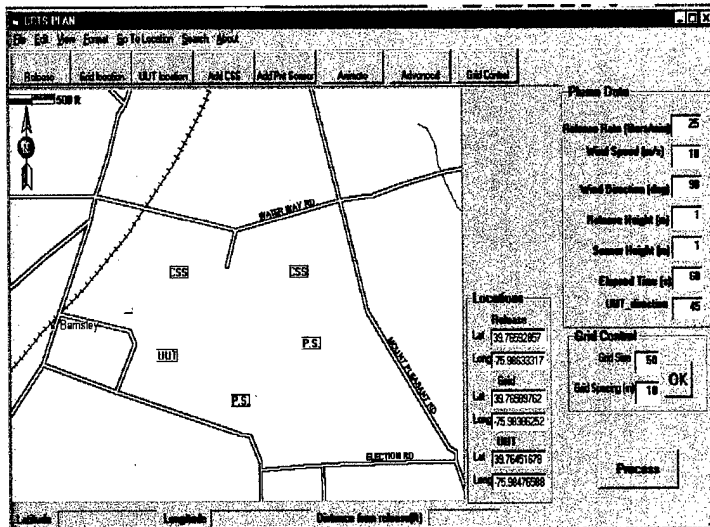 UCTS PLAN
File Edit View Format Go To Location Search About
Release Grid location UUT location Add CSS Add Pnt Sensor Animate Advanced Grid Control
500 ft
N
WATER WAY RD
CSS CSS
Barnsley
UUT
P.S.
P.S.
MOUNT PLEASANT RD
ELECTION RD
Locations
Release
Lat 39.76592857
Long -75.98633317
Grid
Lat 39.76589762
Long -75.98366252
UUT
Lat 39.76451678
Long -75.98476588
Plume Data
Release Rate 25
Wind Speed (m/s) 10
Wind Direction (deg) 90
Release Height (m) 1
Sensor Height (m) 1
Elapsed Time (s) 60
UUT_direction 45
Grid Control
Grid Size 50
Grid Spacing (m) 10
OK
Process
Latitude Longitude Distance from release(ft)